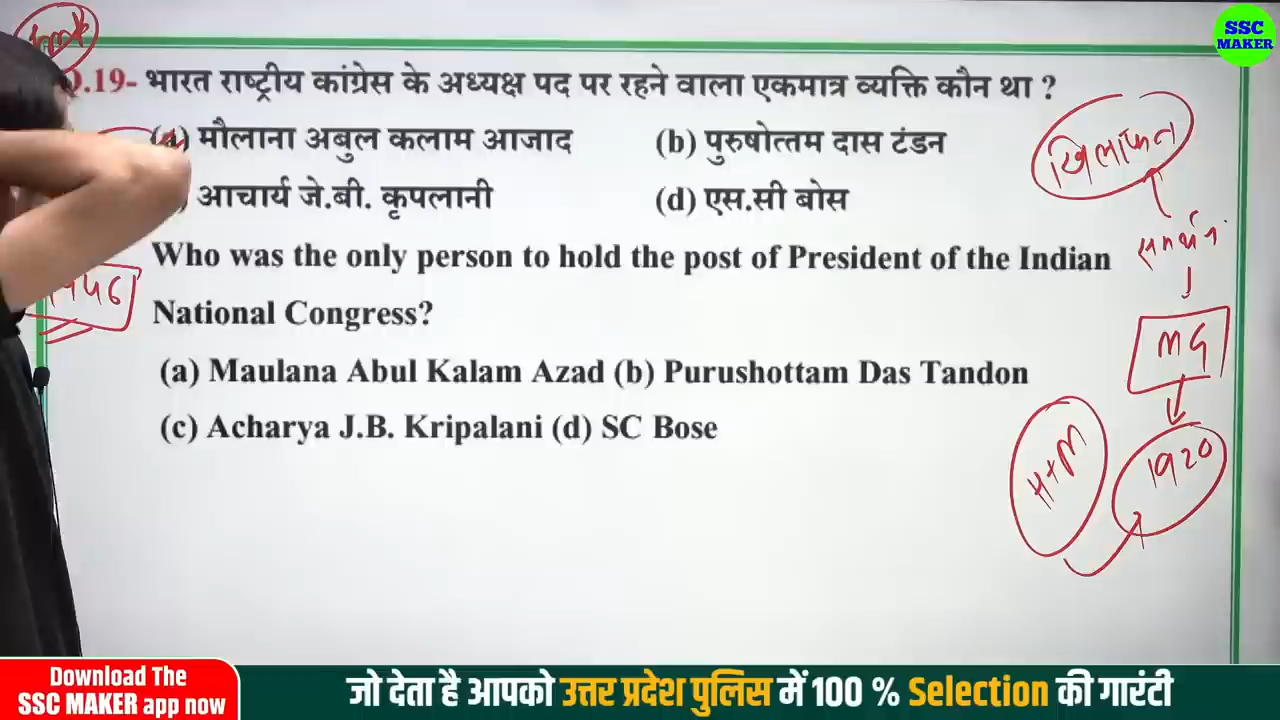 SSC
MAKER
Q.19- भारत राष्ट्रीय कांग्रेस के अध्यक्ष पद पर रहने वाला एकमात्र व्यक्ति कौन था ?
(a) मौलाना अबुल कलाम आजाद (b) पुरुषोत्तम दास टंडन
आचार्य जे.बी. कृपलानी (d) एस.सी बोस
Who was the only person to hold the post of President of the Indian
National Congress?
(a) Maulana Abul Kalam Azad (b) Purushottam Das Tandon
(c) Acharya J.B. Kripalani (d) SC Bose
समर्थन
MG
H+M
1920
Download The
SSC MAKER app now
जो देता है आपको उत्तर प्रदेश पुलिस में 100 % Selection की गारंटी